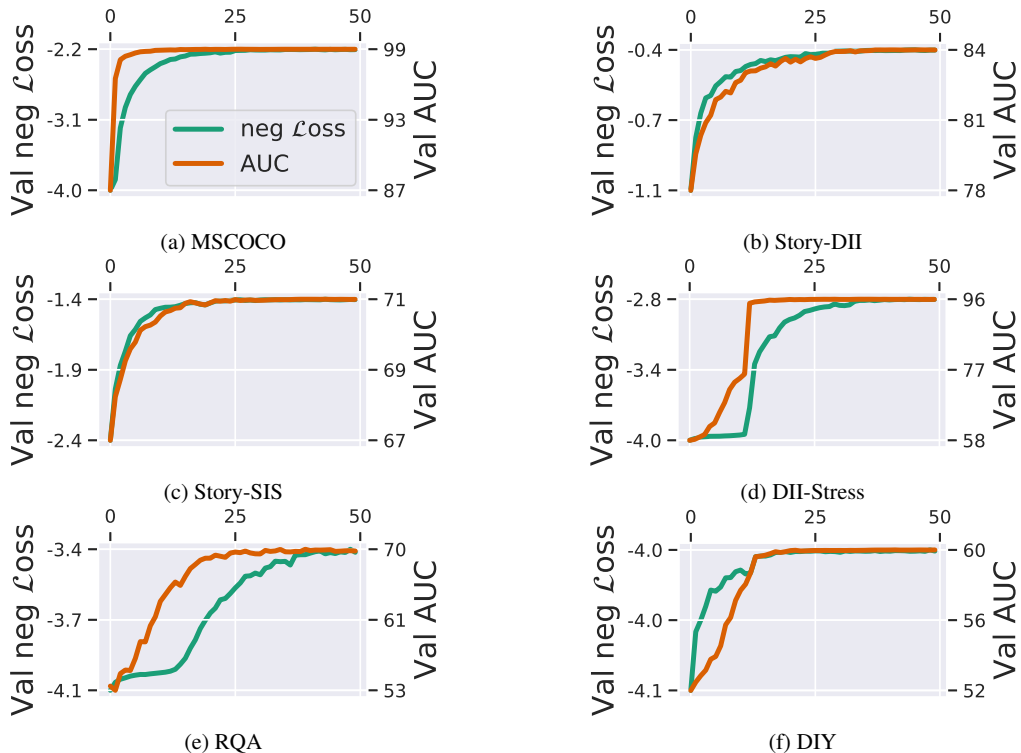 0 25 50
Val neg ℒoss
-2.2
-3.1
-4.0
neg ℒoss
AUC
99
93
87
Val AUC
(a) MSCOCO
0 25 50
Val neg ℒoss
-0.4
-0.7
-1.1
84
81
78
Val AUC
(b) Story-DII
0 25 50
Val neg ℒoss
-1.4
-1.9
-2.4
71
69
67
Val AUC
(c) Story-SIS
0 25 50
Val neg ℒoss
-2.8
-3.4
-4.0
96
77
58
Val AUC
(d) DII-Stress
0 25 50
Val neg ℒoss
-3.4
-3.7
-4.1
70
61
53
Val AUC
(e) RQA
0 25 50
Val neg ℒoss
-4.0
-4.0
-4.1
60
56
52
Val AUC
(f) DIY